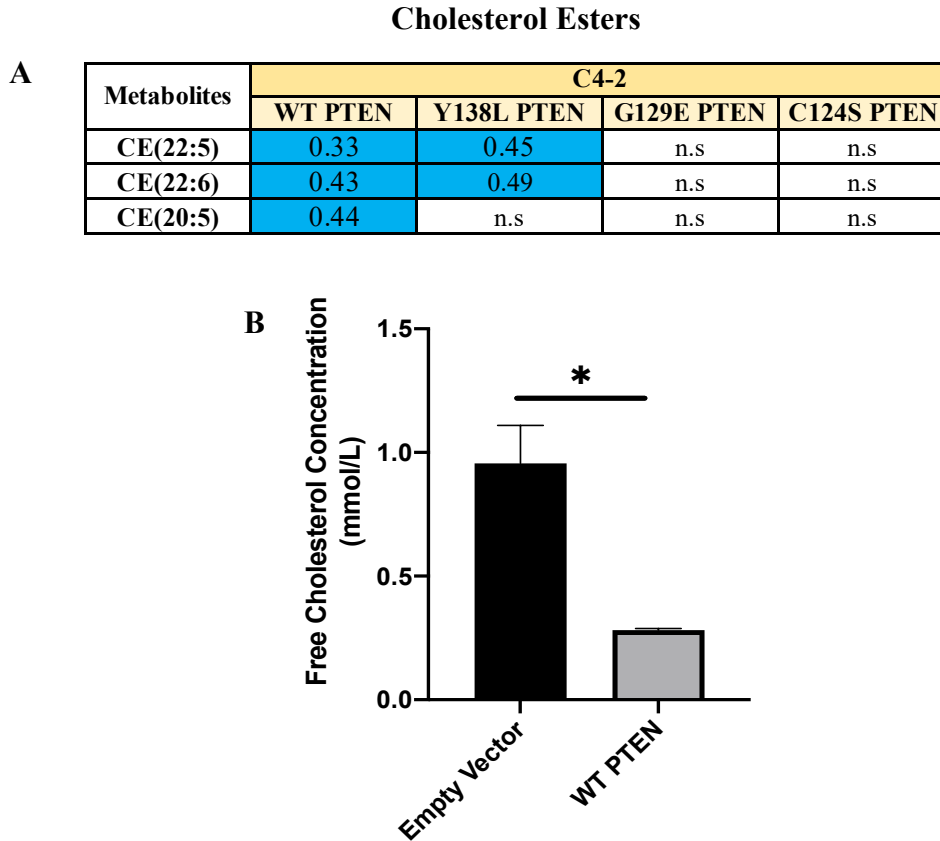 Cholesterol Esters
A
Metabolites C4-2
WT PTEN Y138L PTEN G129E PTEN C124S PTEN
CE(22:5) 0.33 0.45 n.s n.s
CE(22:6) 0.43 0.49 n.s n.s
CE(20:5) 0.44 n.s n.s n.s
B
Free Cholesterol Concentration
(mmol/L)
1.5
1.0
0.5
0.0
*
Empty Vector
WT PTEN